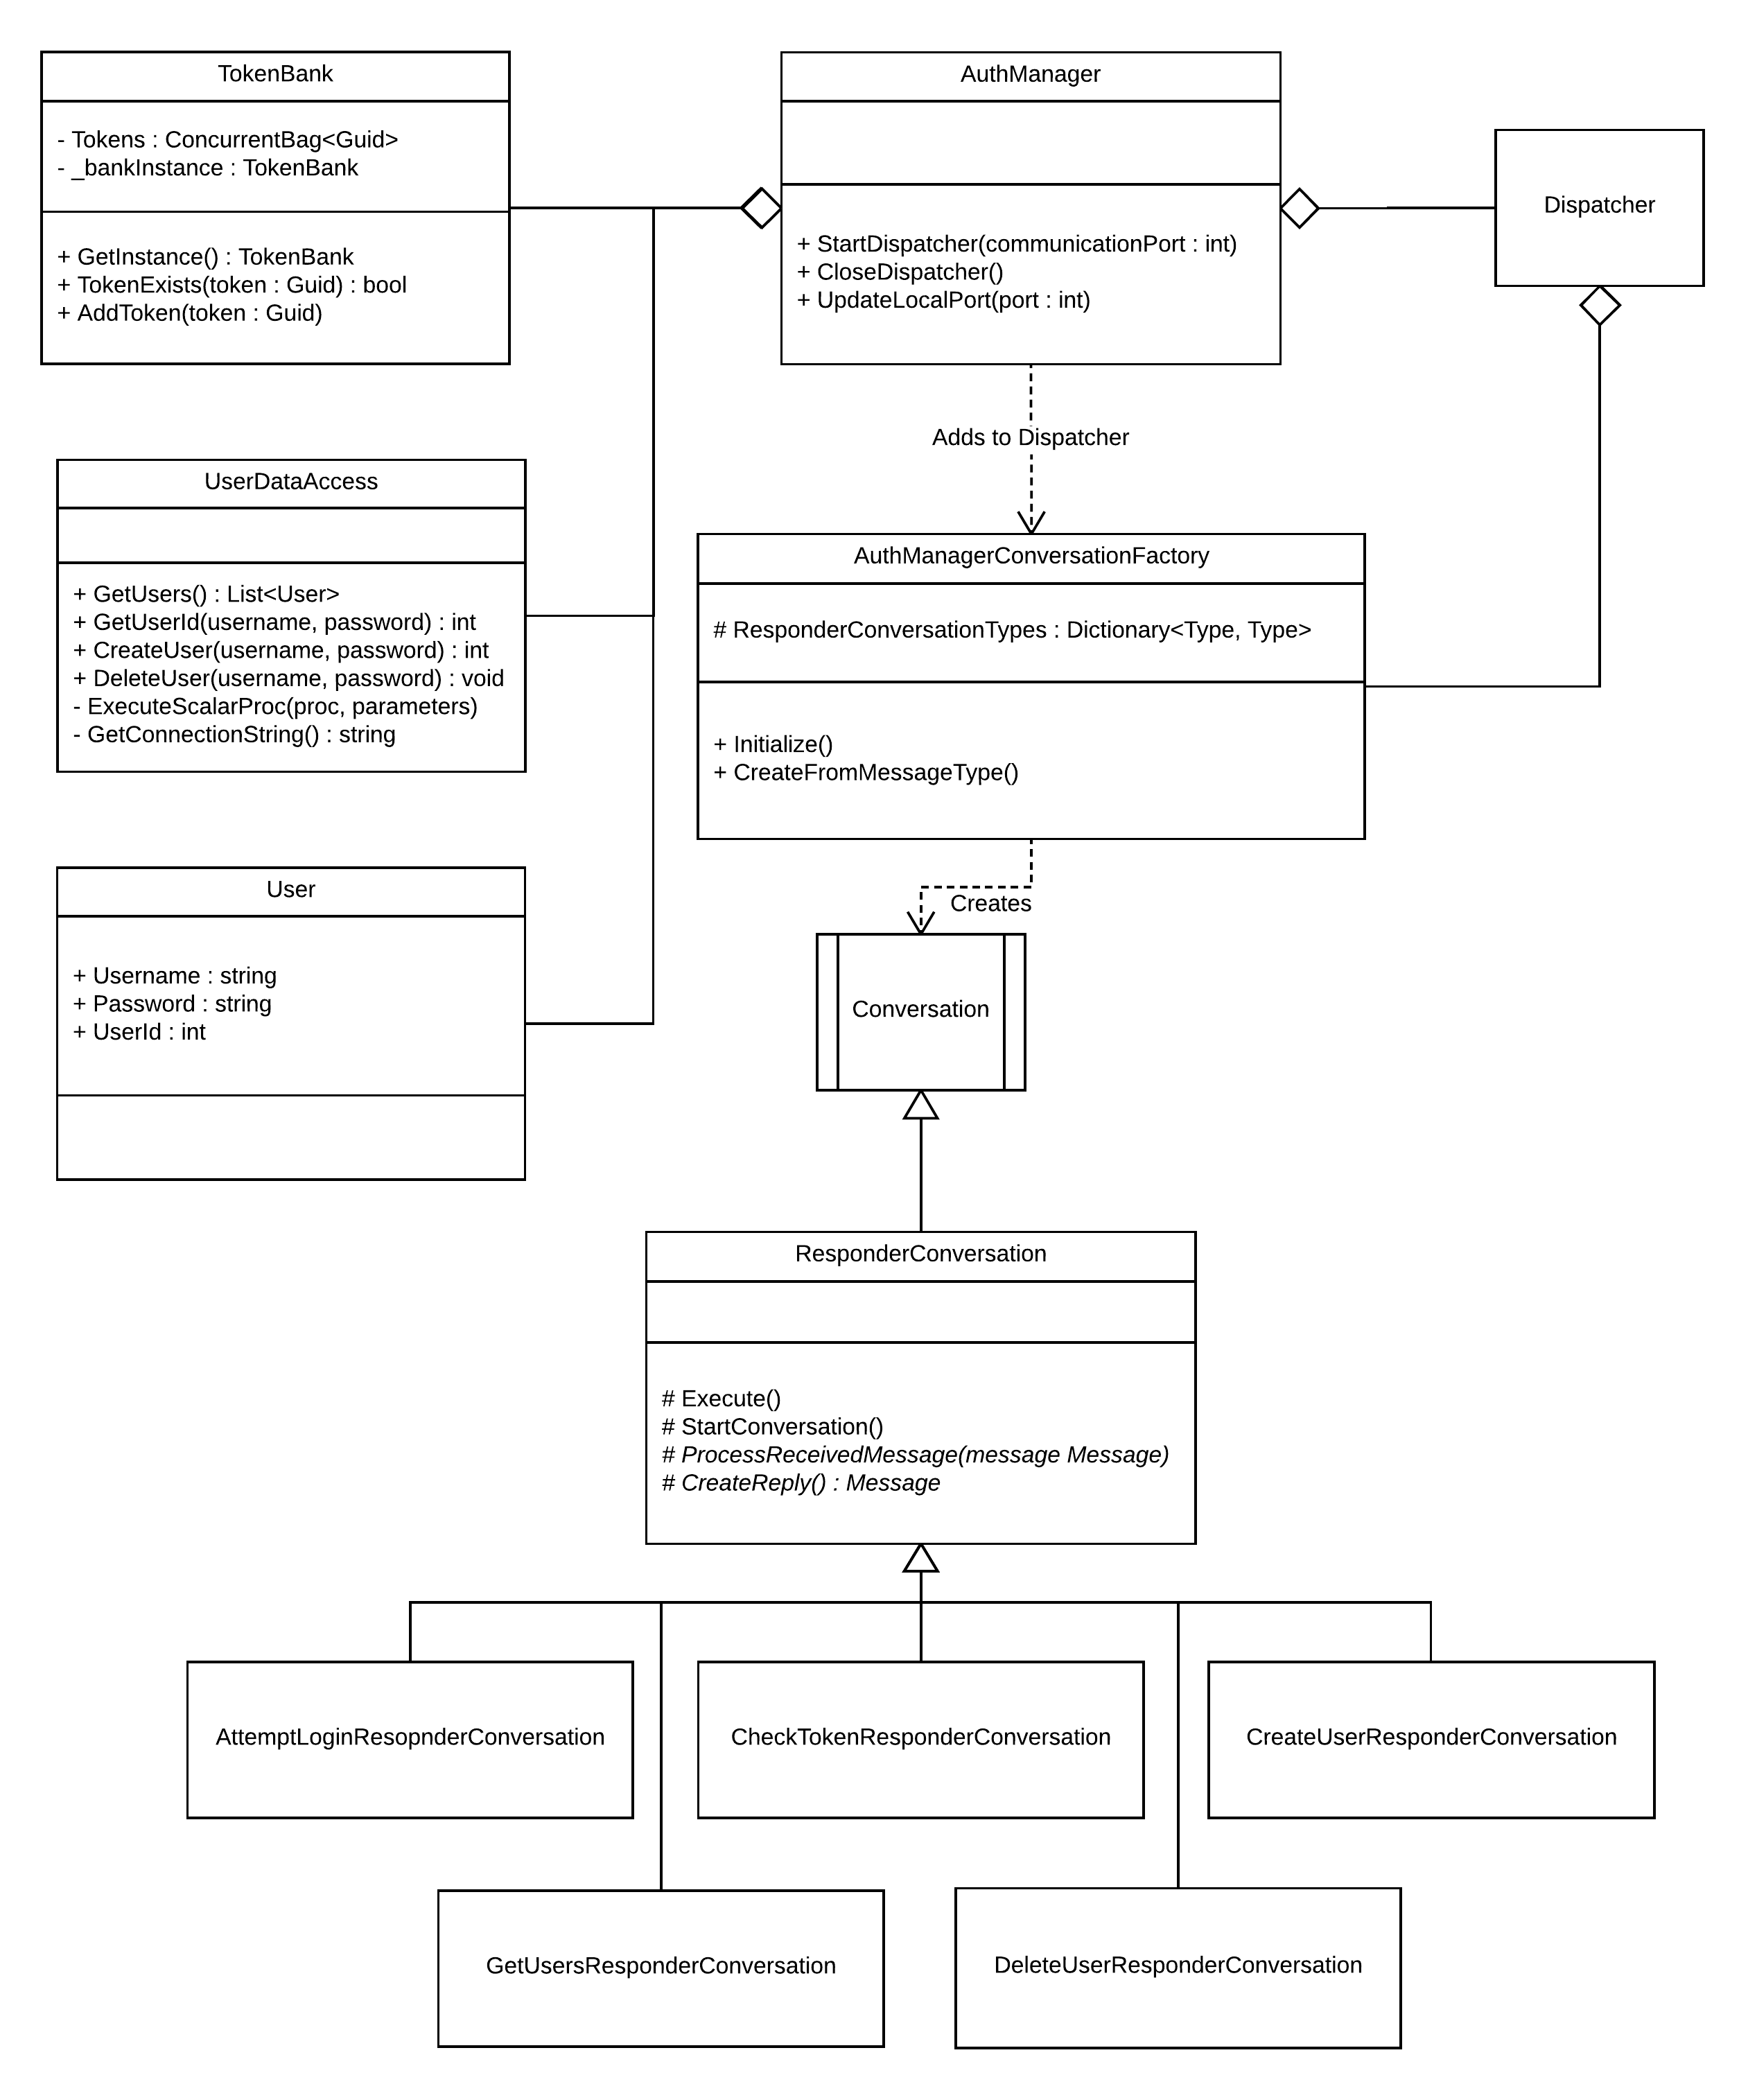 TokenBank
- Tokens : ConcurrentBag<Guid>
- _bankInstance : TokenBank
+ GetInstance() : TokenBank
+ TokenExists(token : Guid) : bool
+ AddToken(token : Guid)
AuthManager
+ StartDispatcher(communicationPort : int)
+ CloseDispatcher()
+ UpdateLocalPort(port : int)
Dispatcher
Adds to Dispatcher
UserDataAccess
+ GetUsers() : List<User>
+ GetUserId(username, password) : int
+ CreateUser(username, password) : int
+ DeleteUser(username, password) : void
- ExecuteScalarProc(proc, parameters)
- GetConnectionString() : string
AuthManagerConversationFactory
# ResponderConversationTypes : Dictionary<Type, Type>
+ Initialize()
+ CreateFromMessageType()
User
+ Username : string
+ Password : string
+ UserId : int
Creates
Conversation
ResponderConversation
# Execute()
# StartConversation()
# ProcessReceivedMessage(message Message)
# CreateReply() : Message
AttemptLoginResopnderConversation
CheckTokenResponderConversation
CreateUserResponderConversation
GetUsersResponderConversation
DeleteUserResponderConversation